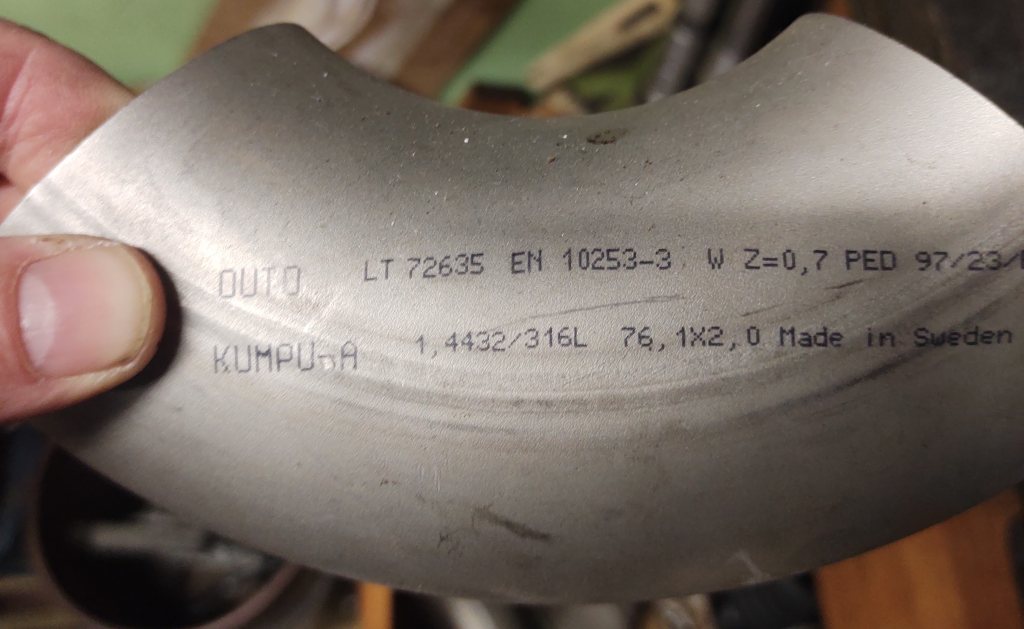 OUTO LT 72635 EN 10253-3 W Z=0,7 PED 97/23/
KUMPU 1,4432/316L 76,1X2,0 Made in Sweden